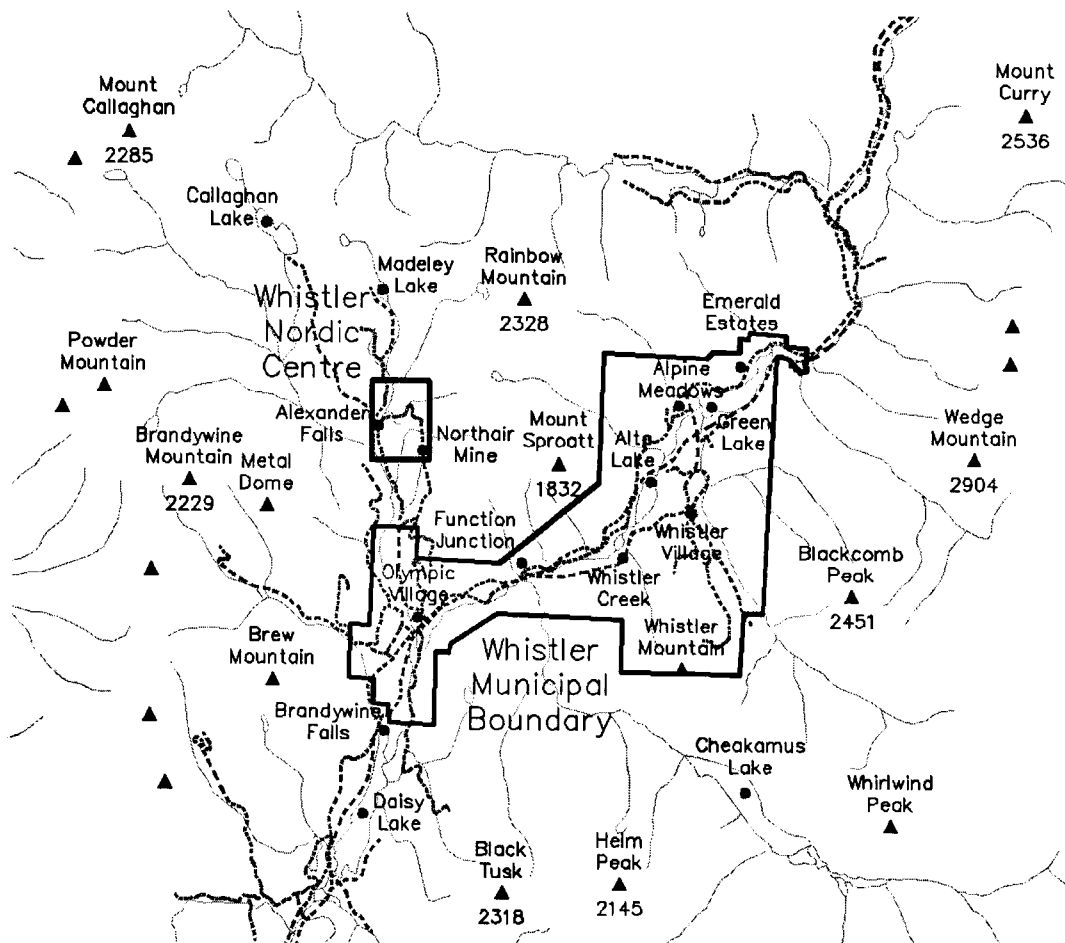 Mount
Callaghan
2285
Mount
Curry
2536
Callaghan
Lake
Madeley
Lake
Rainbow
Mountain
2328
Whistler
Nordic
Centre
Emerald
Estates
Powder
Mountain
Alpine
Meadows
Alexander
Falls
Northair
Mine
Mount
Sproatt
1832
Alta
Lake
Green
Lake
Wedge
Mountain
2904
Brandywine
Mountain
2229
Metal
Dome
Function
Junction
Whistler
Village
Whistler
Creek
Blackcomb
Peak
2451
Olympic
Village
Brew
Mountain
Whistler
Mountain
Whistler
Municipal
Boundary
Brandywine
Falls
Cheakamus
Lake
Whirlwind
Peak
Daisy
Lake
Black
Tusk
2318
Helm
Peak
2145